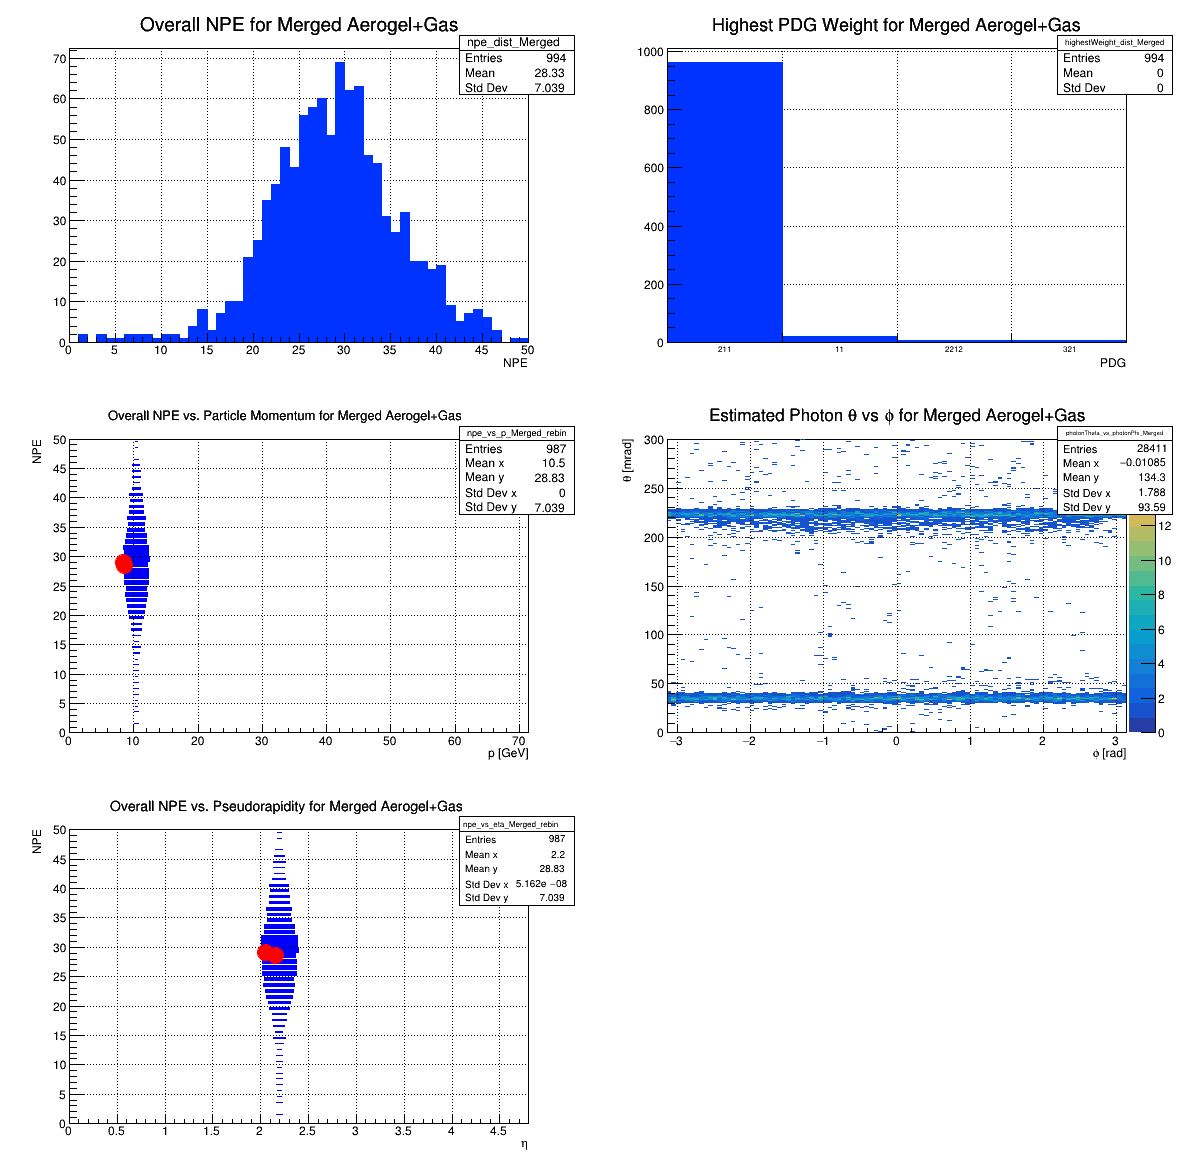 Overall NPE for Merged Aerogel+Gas
npe_dist_Merged
Entries 994
Mean 28.33
Std Dev 7.039
70
60
50
40
30
20
10
0
0 5 10 15 20 25 30 35 40 45 50
NPE
Highest PDG Weight for Merged Aerogel+Gas
highestWeight_dist_Merged
Entries 994
Mean 0
Std Dev 0
1000
800
600
400
200
0
211 11 2212 321
PDG
Overall NPE vs. Particle Momentum for Merged Aerogel+Gas
npe_vs_p_Merged_rebin
Entries 987
Mean x 10.5
Mean y 28.83
Std Dev x 0
Std Dev y 7.039
NPE
50
45
40
35
30
25
20
15
10
5
0
0 10 20 30 40 50 60 70
p [GeV]
Estimated Photon θ vs ϕ for Merged Aerogel+Gas
photonTheta_vs_photonPhi_Merged
Entries 28411
Mean x −0.01085
Mean y 134.3
Std Dev x 1.788
Std Dev y 93.59
θ [mrad]
300
250
200
150
100
50
0
−3 −2 −1 0 1 2 3
ϕ [rad]
12
10
8
6
4
2
0
Overall NPE vs. Pseudorapidity for Merged Aerogel+Gas
npe_vs_eta_Merged_rebin
Entries 987
Mean x 2.2
Mean y 28.83
Std Dev x 5.162e −08
Std Dev y 7.039
NPE
50
45
40
35
30
25
20
15
10
5
0
0 0.5 1 1.5 2 2.5 3 3.5 4 4.5
η